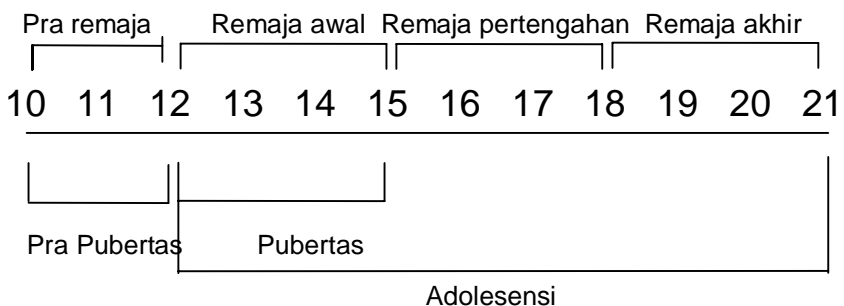 Pra remaja Remaja awal Remaja pertengahan Remaja akhir
10 11 12 13 14 15 16 17 18 19 20 21
Pra Pubertas Pubertas
Adolesensi